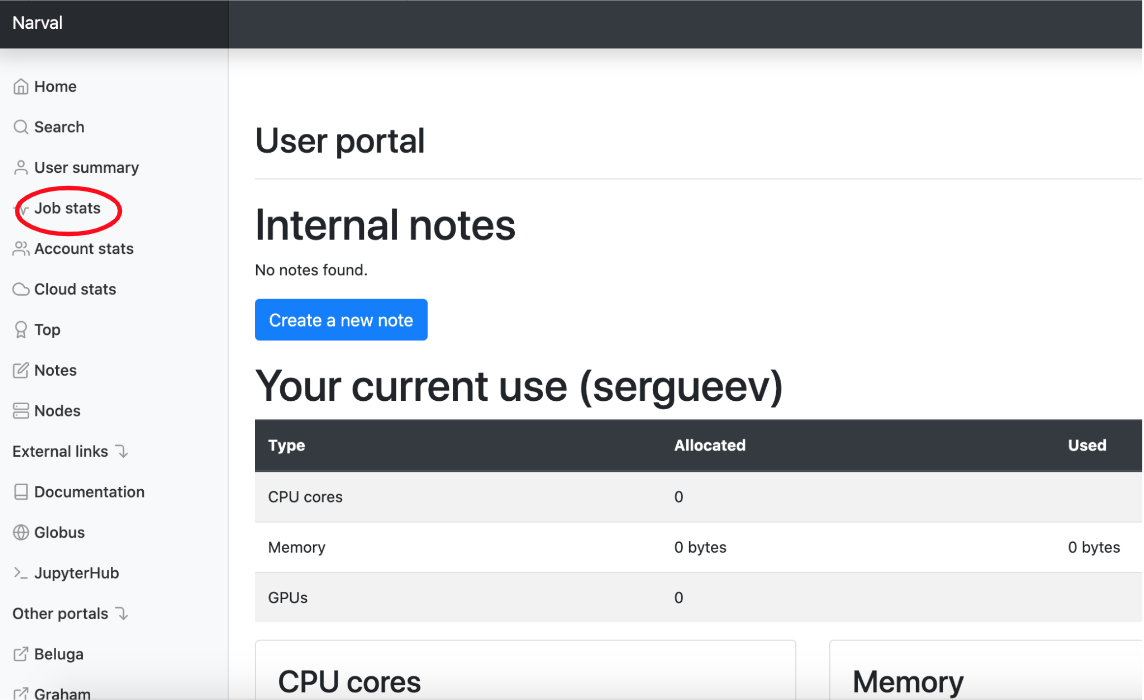 Narval
Home
Search
User summary
Job stats
Account stats
Cloud stats
Top
Notes
Nodes
External links
Documentation
Globus
JupyterHub
Other portals
Beluga
Graham
User portal
Internal notes
No notes found.
Create a new note
Your current use (sergueev)
Type Allocated Used
CPU cores 0
Memory 0 bytes 0 bytes
GPUs 0
CPU cores Memory